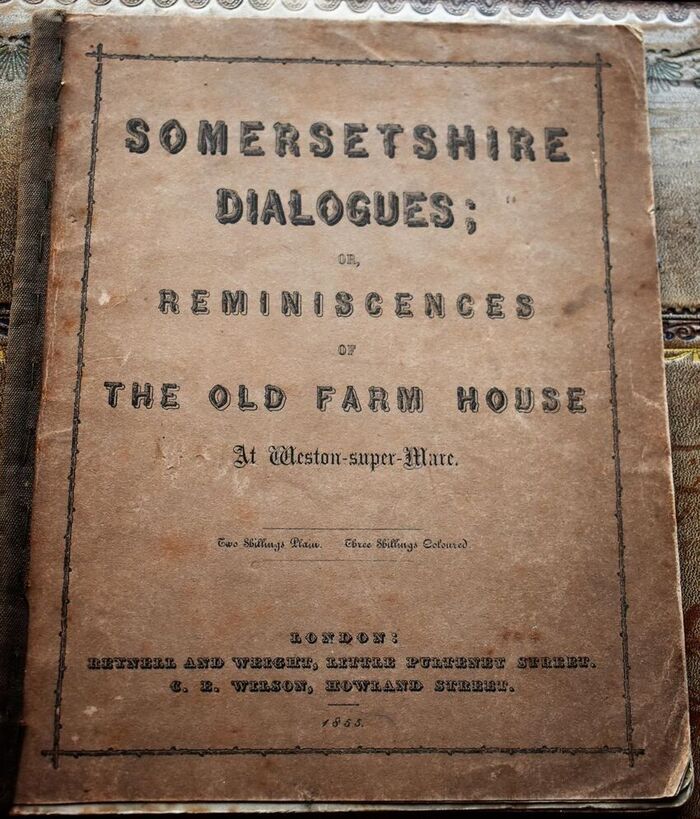 SOMERSETSHIRE
DIALOGUES;
OR,
REMINISCENCES
OF
THE OLD FARM HOUSE
At Weston-super-Mare.
Two Shillings Plain. Three Shillings Coloured.
LONDON:
REYNELL AND WEIGHT, LITTLE PULTENEY STREET.
C. E. WILSON, HOWLAND STREET.
1855.